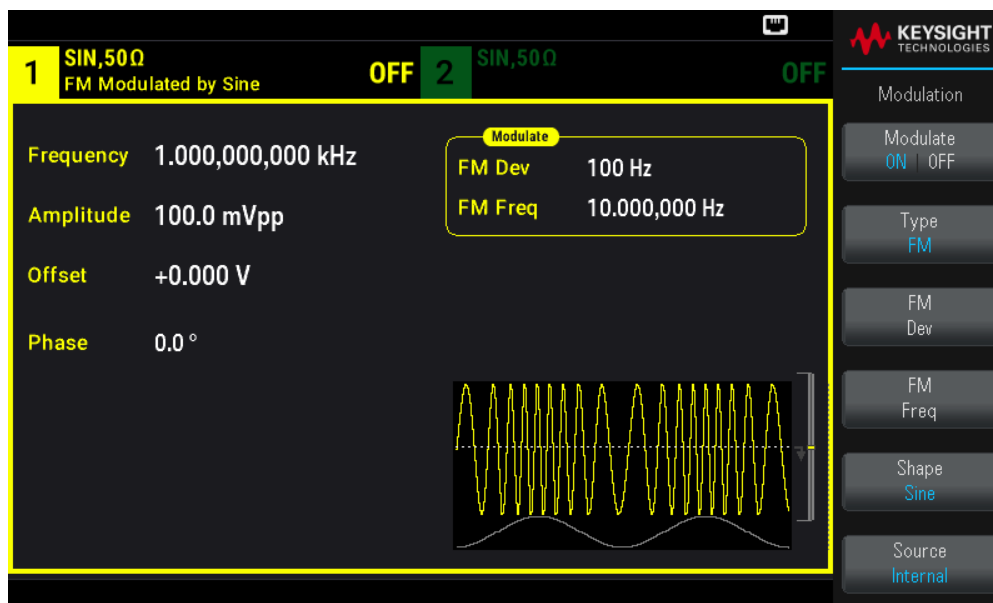 KEYSIGHT
TECHNOLOGIES
1
SIN,50Ω
FM Modulated by Sine
OFF
2
SIN,50Ω
OFF
Frequency 1.000,000,000 kHz
Amplitude 100.0 mVpp
Offset +0.000 V
Phase 0.0 °
Modulate
FM Dev 100 Hz
FM Freq 10.000,000 Hz
Modulation
Modulate
ON | OFF
Type
FM
FM
Dev
FM
Freq
Shape
Sine
Source
Internal